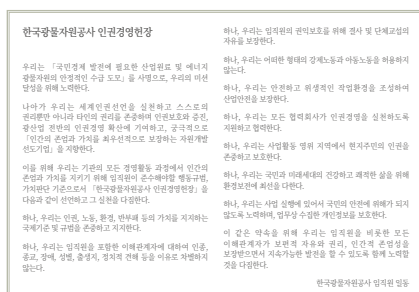 한국광물자원공사 인권경영헌장
우리는 「국민경제 발전에 필요한 산업원료 및 에너지
광물자원의 안정적인 수급 도모」를 사명으로, 우리의 미션
달성을 위해 노력한다.
나아가 우리는 세계인권선언을 실천하고 스스로의
권리뿐만 아니라 타인의 권리를 존중하며 인권보호와 증진,
광산업 전반의 인권경영 확산에 기여하고, 궁극적으로
「인간의 존엄과 가치를 최우선적으로 보장하는 자원개발
선도기업」을 지향한다.
이를 위해 우리는 기관의 모든 경영활동 과정에서 인간의
존엄과 가치를 지키기 위해 임직원이 준수해야할 행동규범,
가치판단 기준으로서 「한국광물자원공사 인권경영헌장」을
다음과 같이 선언하고 그 실천을 다짐한다.
하나, 우리는 인권, 노동, 환경, 반부패 등의 가치를 지지하는
국제기준 및 규범을 존중하고 지지한다.
하나, 우리는 임직원을 포함한 이해관계자에 대하여 인종,
종교, 장애, 성별, 출생지, 정치적 견해 등을 이유로 차별하지
않는다.
하나, 우리는 임직원의 권익보호를 위해 결사 및 단체교섭의
자유를 보장한다.
하나, 우리는 어떠한 형태의 강제노동과 아동노동을 허용하지
않는다.
하나, 우리는 안전하고 위생적인 작업환경을 조성하여
산업안전을 보장한다.
하나, 우리는 모든 협력회사가 인권경영을 실천하도록
지원하고 협력한다.
하나, 우리는 사업활동 영위 지역에서 현지주민의 인권을
존중하고 보호한다.
하나, 우리는 국민과 미래세대의 건강하고 쾌적한 삶을 위해
환경보전에 최선을 다한다.
하나, 우리는 사업 실행에 있어서 국민의 안전에 위해가 되지
않도록 노력하며, 업무상 수집한 개인정보를 보호한다.
이 같은 약속을 위해 우리는 임직원을 비롯한 모든
이해관계자가 보편적 자유와 권리, 인간적 존엄성을
보장받으면서 지속가능한 발전을 할 수 있도록 함께 노력할
것을 다짐한다.
한국광물자원공사 임직원 일동